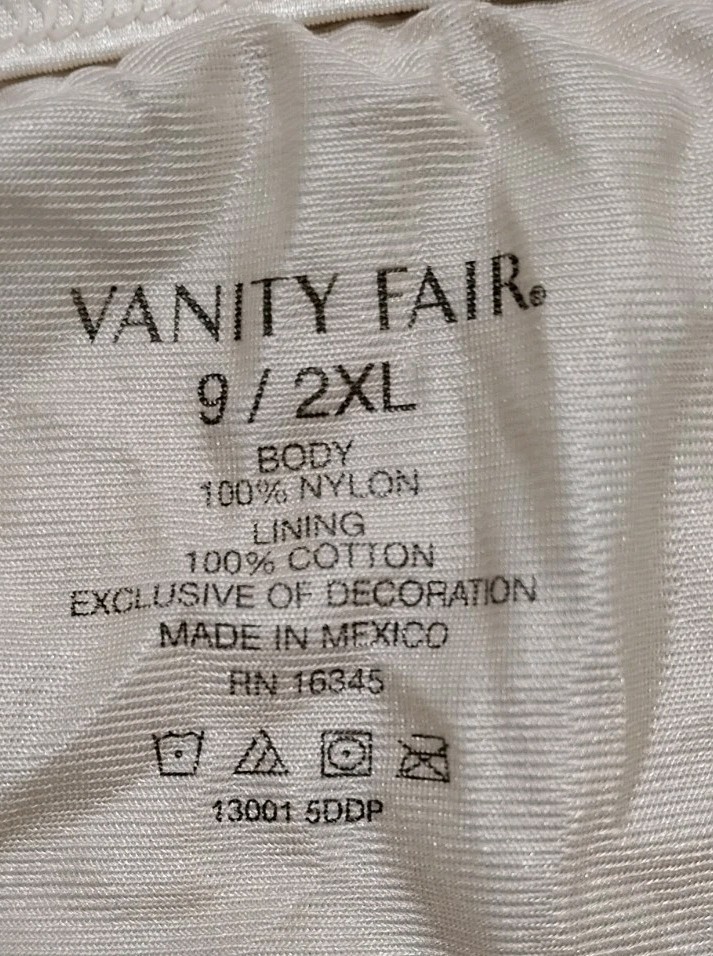 VANITY FAIR®
9 / 2XL
BODY
100% NYLON
LINING
100% COTTON
EXCLUSIVE OF DECORATION
MADE IN MEXICO
RN 16345
13001 5DDP